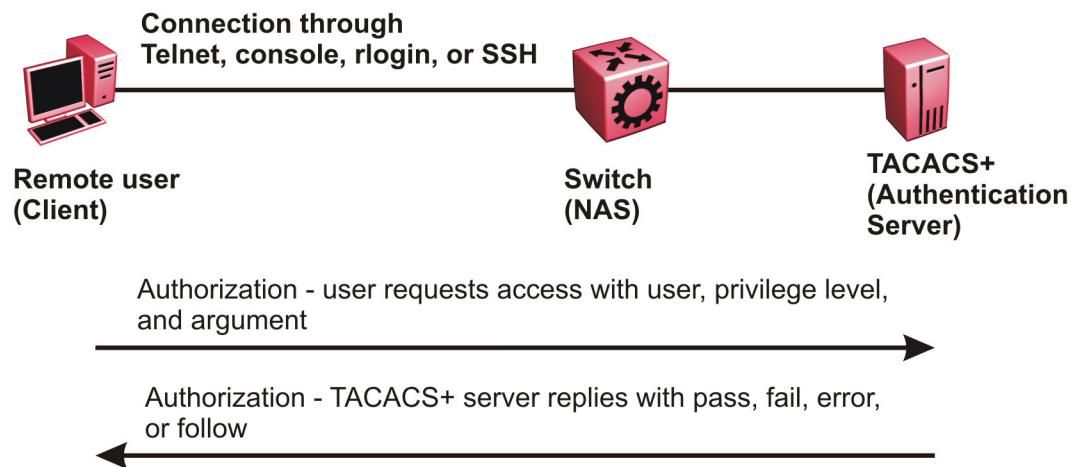 Connection through
Telnet, console, rlogin, or SSH
Remote user
(Client)
Switch
(NAS)
TACACS+
(Authentication
Server)
Authorization - user requests access with user, privilege level,
and argument
Authorization - TACACS+ server replies with pass, fail, error,
or follow